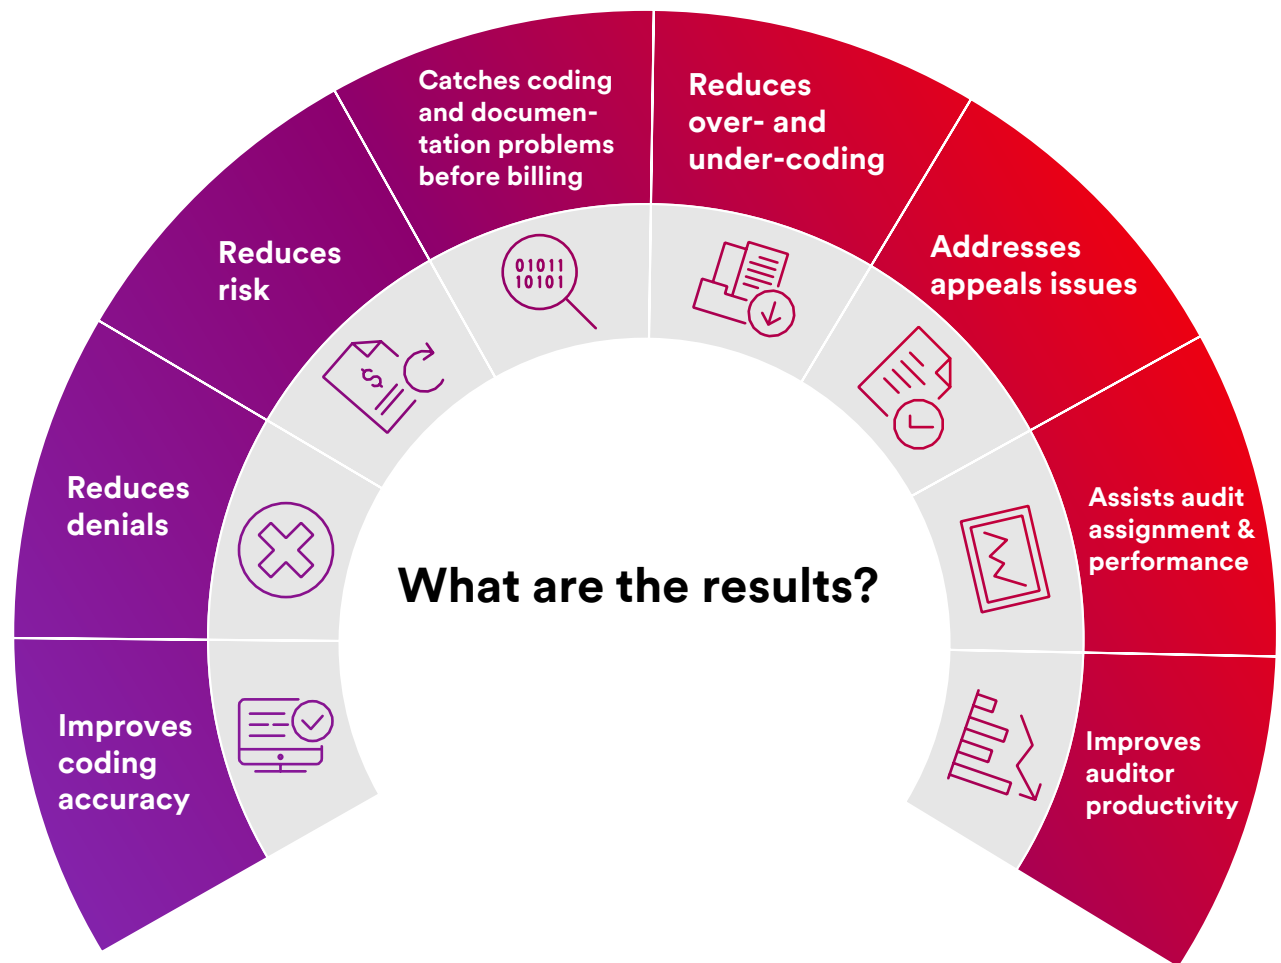 What are the results?
Improves
coding
accuracy
Reduces
denials
Reduces
risk
Catches coding
and documen-
tation problems
before billing
01011
10101
Reduces
over- and
under-coding
Addresses
appeals issues
Assists audit
assignment &
performance
Improves
auditor
productivity
$